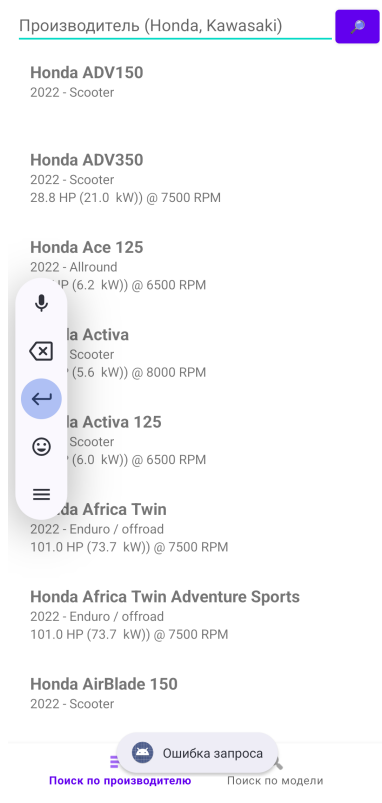 Производитель (Honda, Kawasaki)
Honda ADV150
2022 - Scooter
Honda ADV350
2022 - Scooter
28.8 HP (21.0 kW)) @ 7500 RPM
Honda Ace 125
2022 - Allround
HP (6.2 kW)) @ 6500 RPM
da Activa
Scooter
(5.6 kW)) @ 8000 RPM
da Activa 125
Scooter
(6.0 kW)) @ 6500 RPM
da Africa Twin
2022 - Enduro / offroad
101.0 HP (73.7 kW)) @ 7500 RPM
Honda Africa Twin Adventure Sports
2022 - Enduro / offroad
101.0 HP (73.7 kW)) @ 7500 RPM
Honda AirBlade 150
2022 - Scooter
Ошибка запроса
Поиск по производителю
Поиск по модели